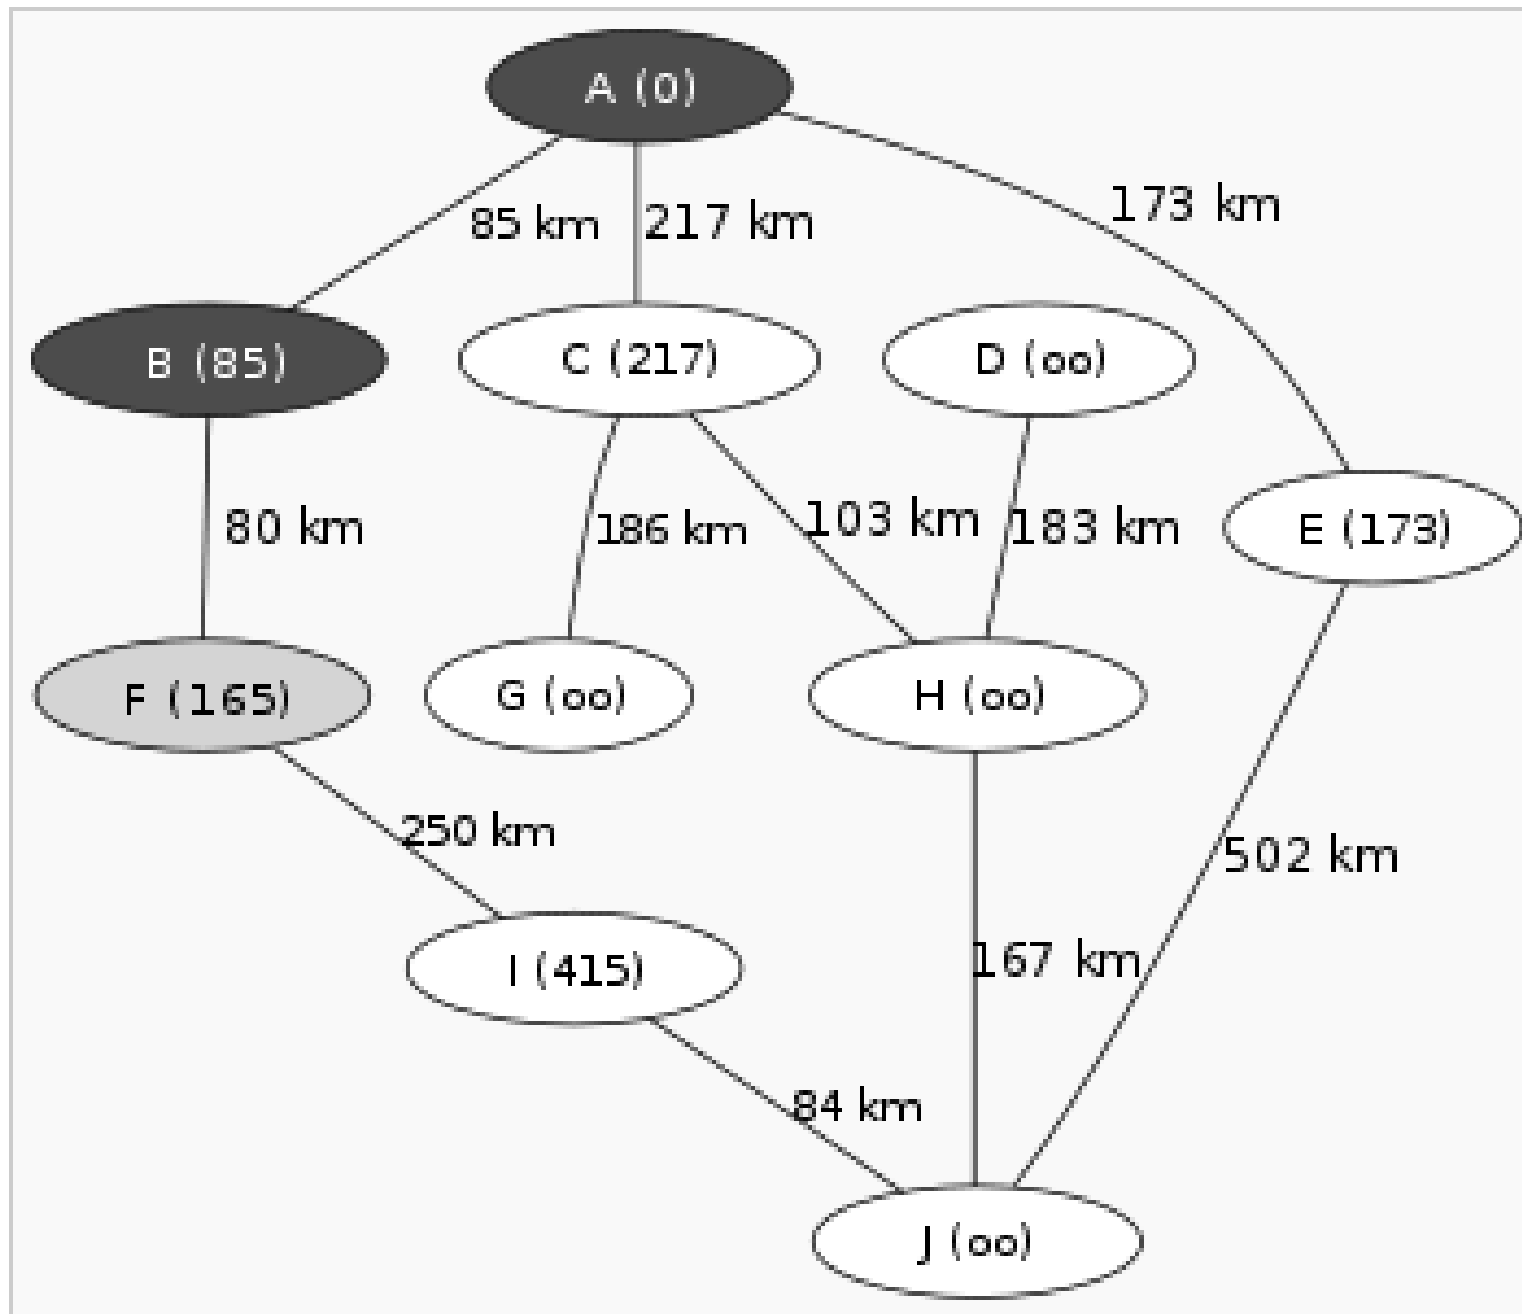 A (0)
85 km
217 km
173 km
B (85)
C (217)
D (oo)
80 km
186 km
103 km
183 km
E (173)
F (165)
G (oo)
H (oo)
250 km
502 km
I (415)
167 km
84 km
J (oo)